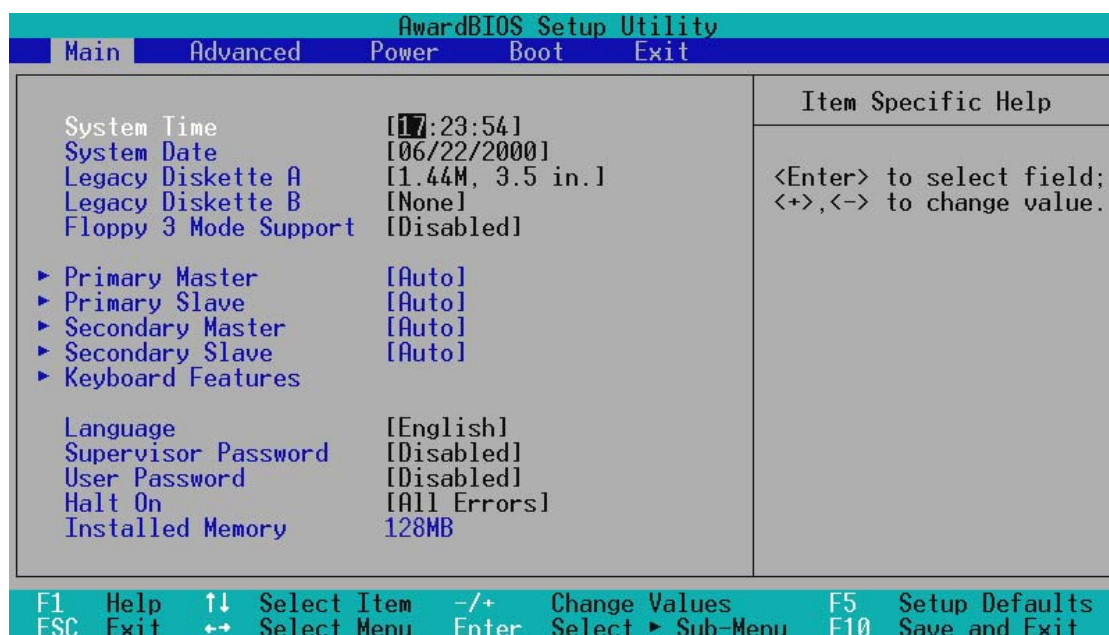 AwardBIOS Setup Utility
Main Advanced Power Boot Exit
Item Specific Help
System Time [17:23:54]
System Date [06/22/2000]
Legacy Diskette A [1.44M, 3.5 in.]
Legacy Diskette B [None]
Floppy 3 Mode Support [Disabled]
▶ Primary Master [Auto]
▶ Primary Slave [Auto]
▶ Secondary Master [Auto]
▶ Secondary Slave [Auto]
▶ Keyboard Features
Language [English]
Supervisor Password [Disabled]
User Password [Disabled]
Halt On [All Errors]
Installed Memory 128MB
<Enter> to select field;
<+>,<-> to change value.
F1 Help ↑↓ Select Item -/+ Change Values F5 Setup Defaults
ESC Exit ←→ Select Menu Enter Select ▶ Sub-Menu F10 Save and Exit